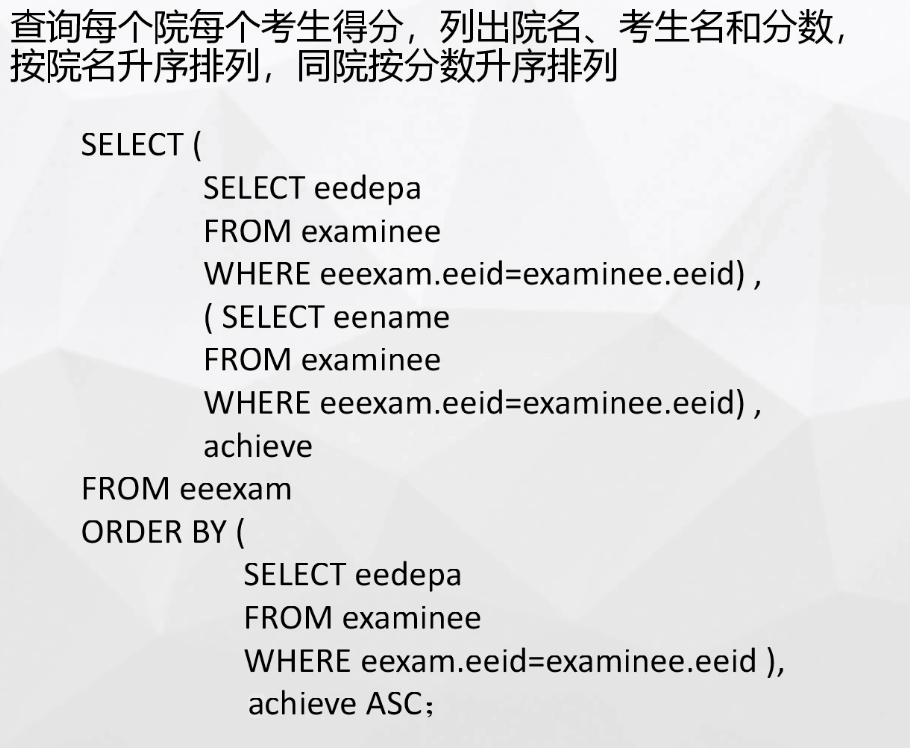 查询每个院每个考生得分，列出院名、考生名和分数，
按院名升序排列，同院按分数升序排列
SELECT (
SELECT eedepa
FROM examinee
WHERE eeexam.eeid=examinee.eeid) ,
( SELECT eename
FROM examinee
WHERE eeexam.eeid=examinee.eeid) ,
achieve
FROM eeexam
ORDER BY (
SELECT eedepa
FROM examinee
WHERE eexam.eeid=examinee.eeid ),
achieve ASC；